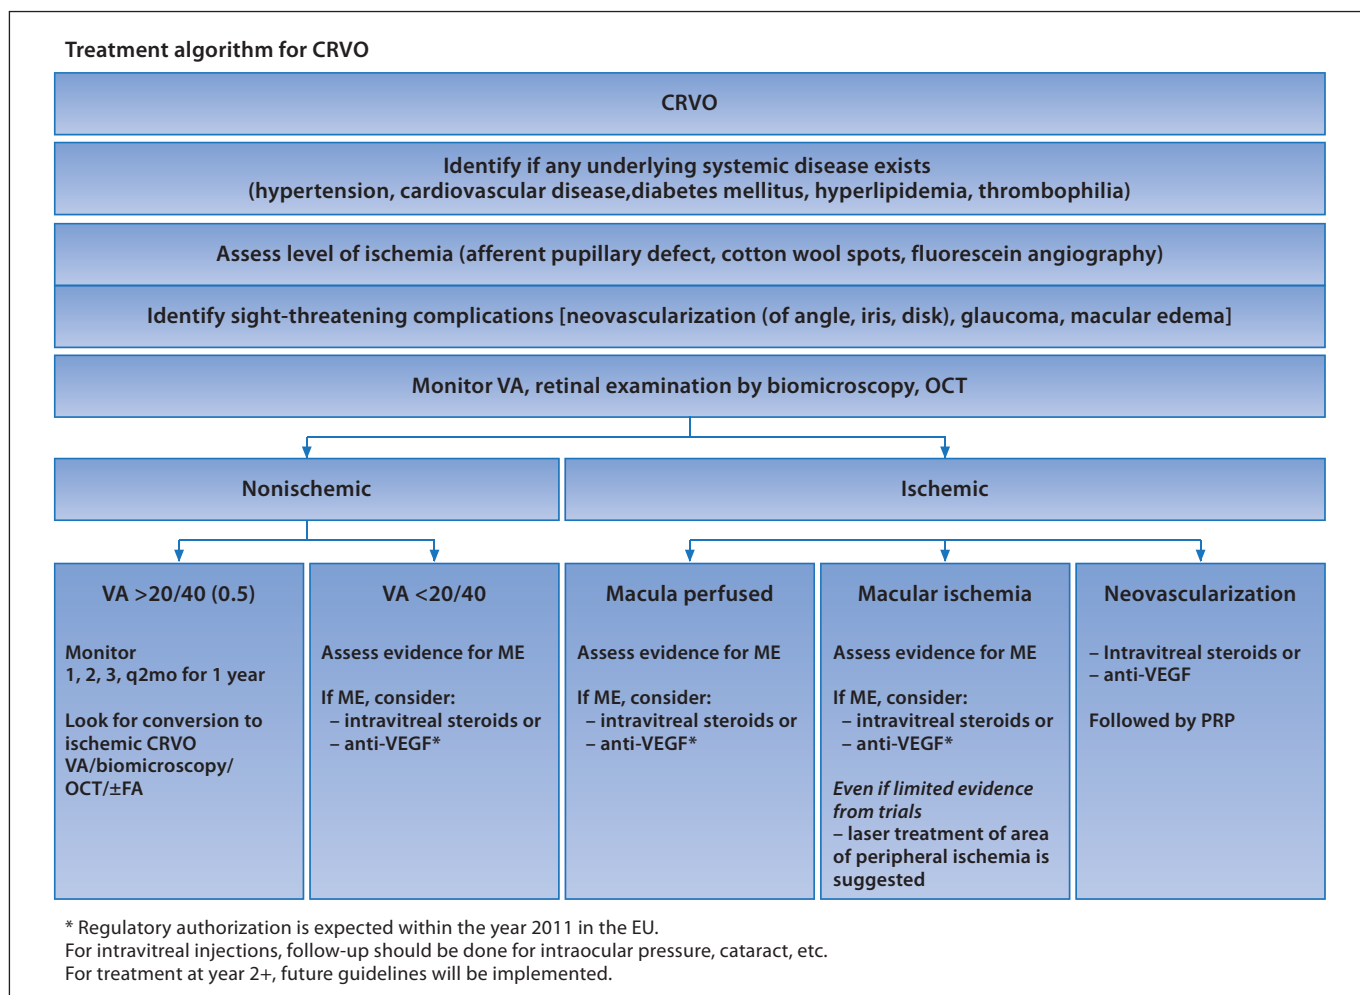 Treatment algorithm for CRVO
CRVO
Identify if any underlying systemic disease exists
(hypertension, cardiovascular disease,diabetes mellitus, hyperlipidemia, thrombophilia)
Assess level of ischemia (afferent pupillary defect, cotton wool spots, fluorescein angiography)
Identify sight-threatening complications [neovascularization (of angle, iris, disk), glaucoma, macular edema]
Monitor VA, retinal examination by biomicroscopy, OCT
Nonischemic
Ischemic
VA >20/40 (0.5)
Monitor
1, 2, 3, q2mo for 1 year
Look for conversion to
ischemic CRVO
VA/biomicroscopy/
OCT/±FA
VA <20/40
Assess evidence for ME
If ME, consider:
– intravitreal steroids or
– anti-VEGF*
Macula perfused
Assess evidence for ME
If ME, consider:
– intravitreal steroids or
– anti-VEGF*
Macular ischemia
Assess evidence for ME
If ME, consider:
– intravitreal steroids or
– anti-VEGF*
Even if limited evidence
from trials
– laser treatment of area
of peripheral ischemia is
suggested
Neovascularization
– Intravitreal steroids or
– anti-VEGF
Followed by PRP
* Regulatory authorization is expected within the year 2011 in the EU.
For intravitreal injections, follow-up should be done for intraocular pressure, cataract, etc.
For treatment at year 2+, future guidelines will be implemented.